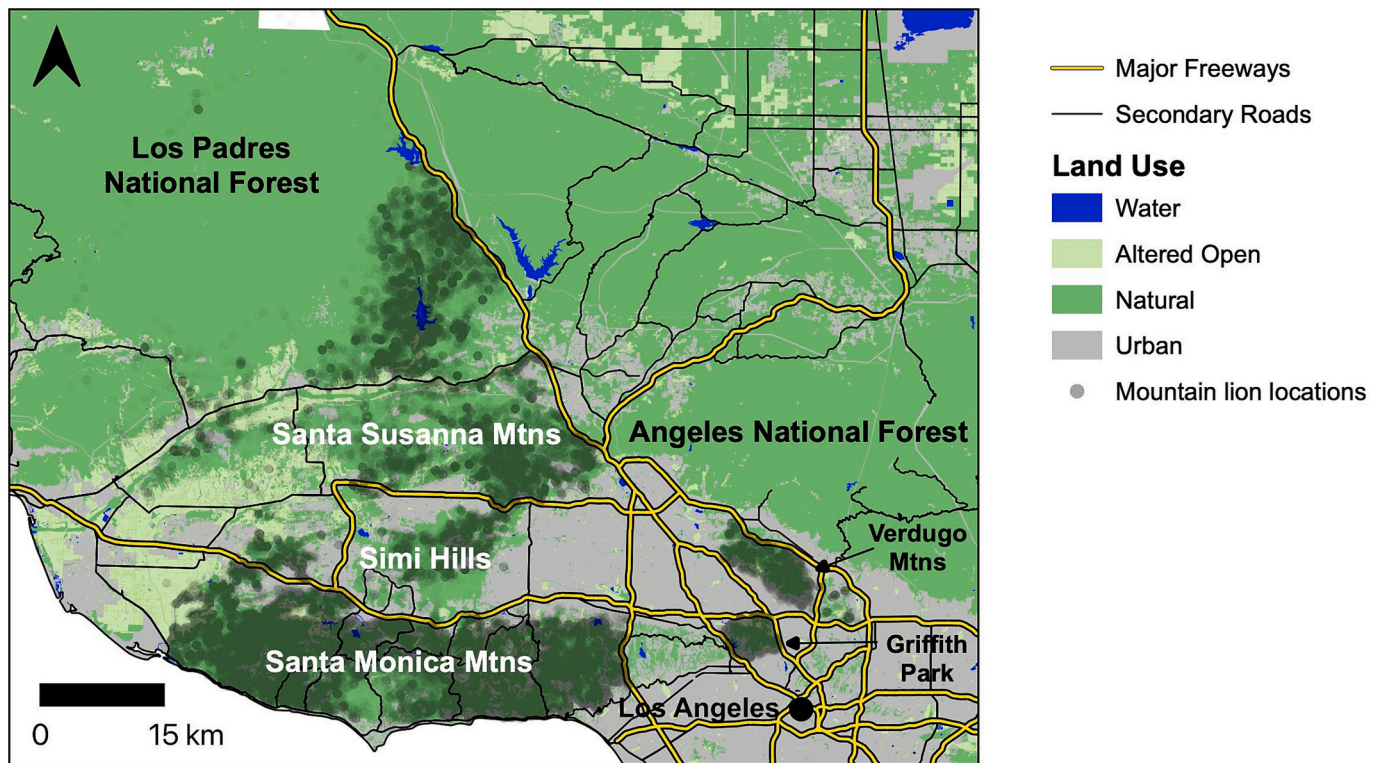 Los Padres
National Forest
Santa Susanna Mtns
Angeles National Forest
Simi Hills
Verdugo
Mtns
Santa Monica Mtns
Griffith
Park
Los Angeles
0 15 km
Major Freeways
Secondary Roads
Land Use
Water
Altered Open
Natural
Urban
Mountain lion locations